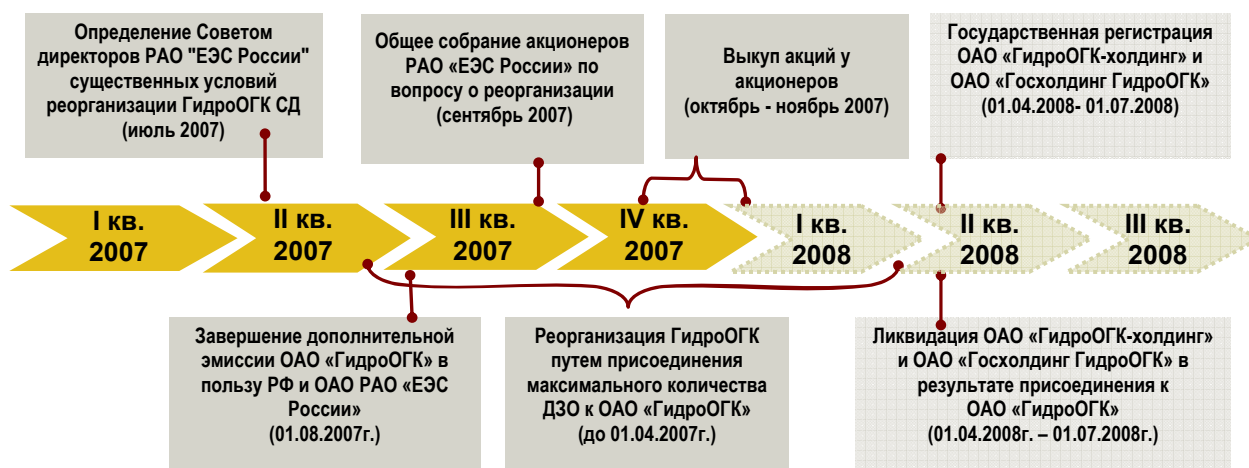 Определение Советом
директоров РАО "ЕЭС России"
существенных условий
реорганизации ГидроОГК СД
(июль 2007)
Общее собрание акционеров
РАО «ЕЭС России» по
вопросу о реорганизации
(сентябрь 2007)
Выкуп акций у
акционеров
(октябрь - ноябрь 2007)
Государственная регистрация
ОАО «ГидроОГК-холдинг» и
ОАО «Госхолдинг ГидроОГК»
(01.04.2008- 01.07.2008)
I кв.
2007
II кв.
2007
III кв.
2007
IV кв.
2007
I кв.
2008
II кв.
2008
III кв.
2008
Завершение дополнительной
эмиссии ОАО «ГидроОГК» в
пользу РФ и ОАО РАО «ЕЭС
России»
(01.08.2007г.)
Реорганизация ГидроОГК
путем присоединения
максимального количества
ДЗО к ОАО «ГидроОГК»
(до 01.04.2007г.)
Ликвидация ОАО «ГидроОГК-холдинг»
и ОАО «Госхолдинг ГидроОГК» в
результате присоединения к
ОАО «ГидроОГК»
(01.04.2008г. – 01.07.2008г.)